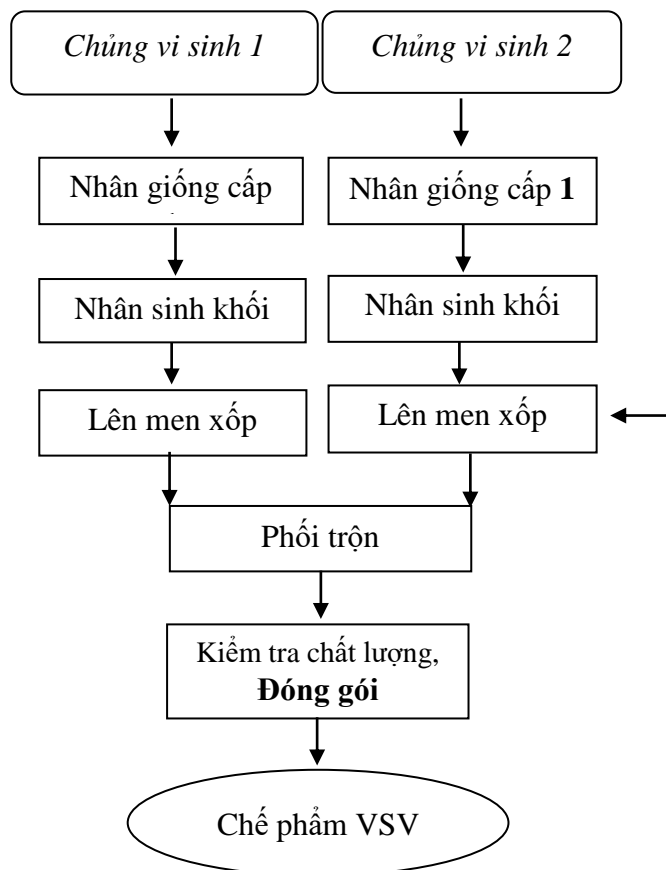 Chủng vi sinh 1
Chủng vi sinh 2
Nhân giống cấp
Nhân giống cấp 1
Nhân sinh khối
Nhân sinh khối
Lên men xốp
Lên men xốp
Phối trộn
Kiểm tra chất lượng,
Đóng gói
Chế phẩm VSV